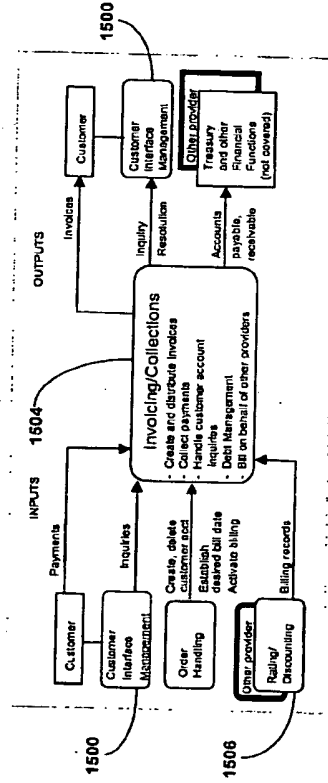 1504
INPUTS
OUTPUTS
Customer
Payments
Customer
Interface
Management
Inquiries
1500
Order
Handling
Create, delete
customer acct
Establish
desired bill date
Activate billing
Other provider
Rating/
Discounting
Billing records
1506
Invoicing/Collections
- Create and distribute Invoices
- Collect payments
- Handle customer account
Inquiries
- Debt Management
- Bill on behalf of other providers
Invoices
Customer
Inquiry
Resolution
Customer
Interface
Management
1500
Accounts
payable,
receivable
Other provider
Treasury
and other
Financial
Functions
(not covered)